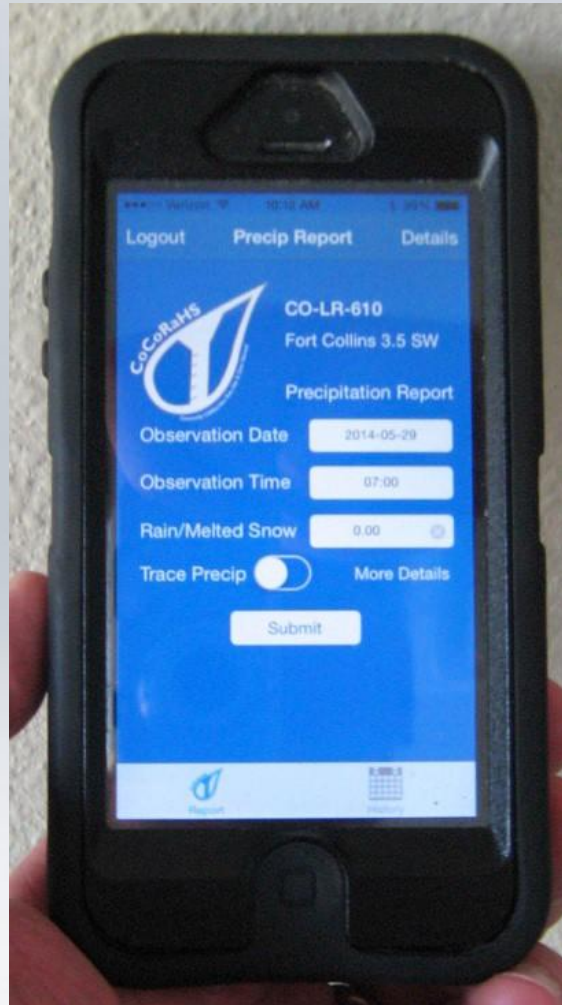 Verizon 10:10 AM
Logout Precip Report Details
CoCoRaHS
CO-LR-610
Fort Collins 3.5 SW
Precipitation Report
Observation Date 2014-05-29
Observation Time 07:00
Rain/Melted Snow 0.00
Trace Precip More Details
Submit
Report History